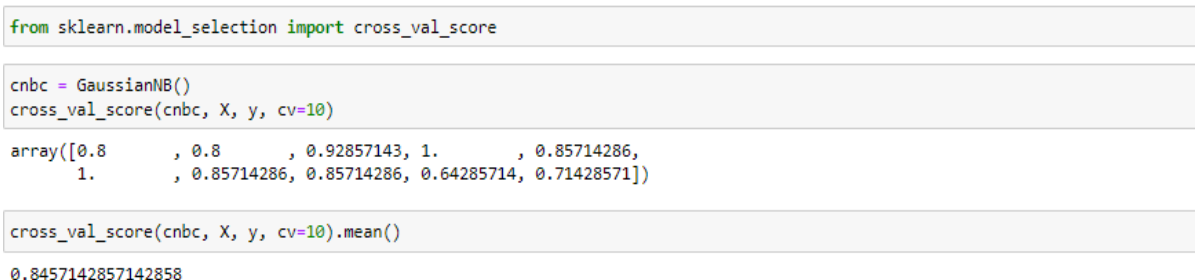 from sklearn.model_selection import cross_val_score
cnbc = GaussianNB()
cross_val_score(cnbc, X, y, cv=10)
array([0.8       , 0.8       , 0.92857143, 1.        , 0.85714286,
       1.        , 0.85714286, 0.85714286, 0.64285714, 0.71428571])
cross_val_score(cnbc, X, y, cv=10).mean()
0.8457142857142858